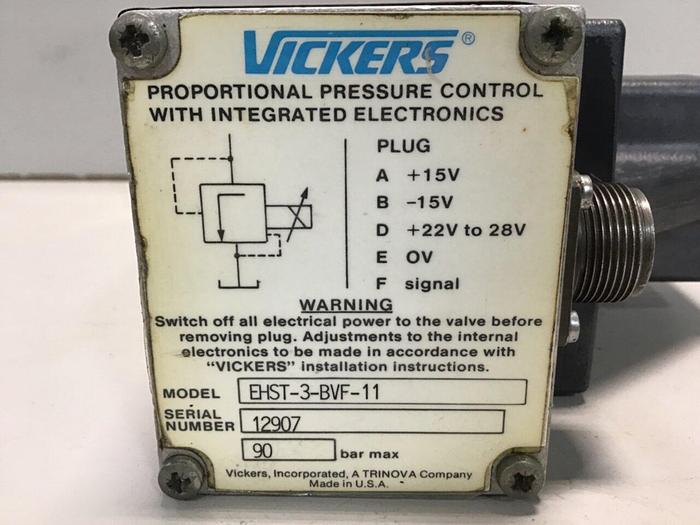 VICKERS®
PROPORTIONAL PRESSURE CONTROL
WITH INTEGRATED ELECTRONICS
PLUG
A +15V
B -15V
D +22V to 28V
E OV
F signal
WARNING
Switch off all electrical power to the valve before
removing plug. Adjustments to the internal
electronics to be made in accordance with
"VICKERS" installation instructions.
MODEL EHST-3-BVF-11
SERIAL
NUMBER 12907
90 bar max
Vickers, Incorporated, A TRINOVA Company
Made in U.S.A.